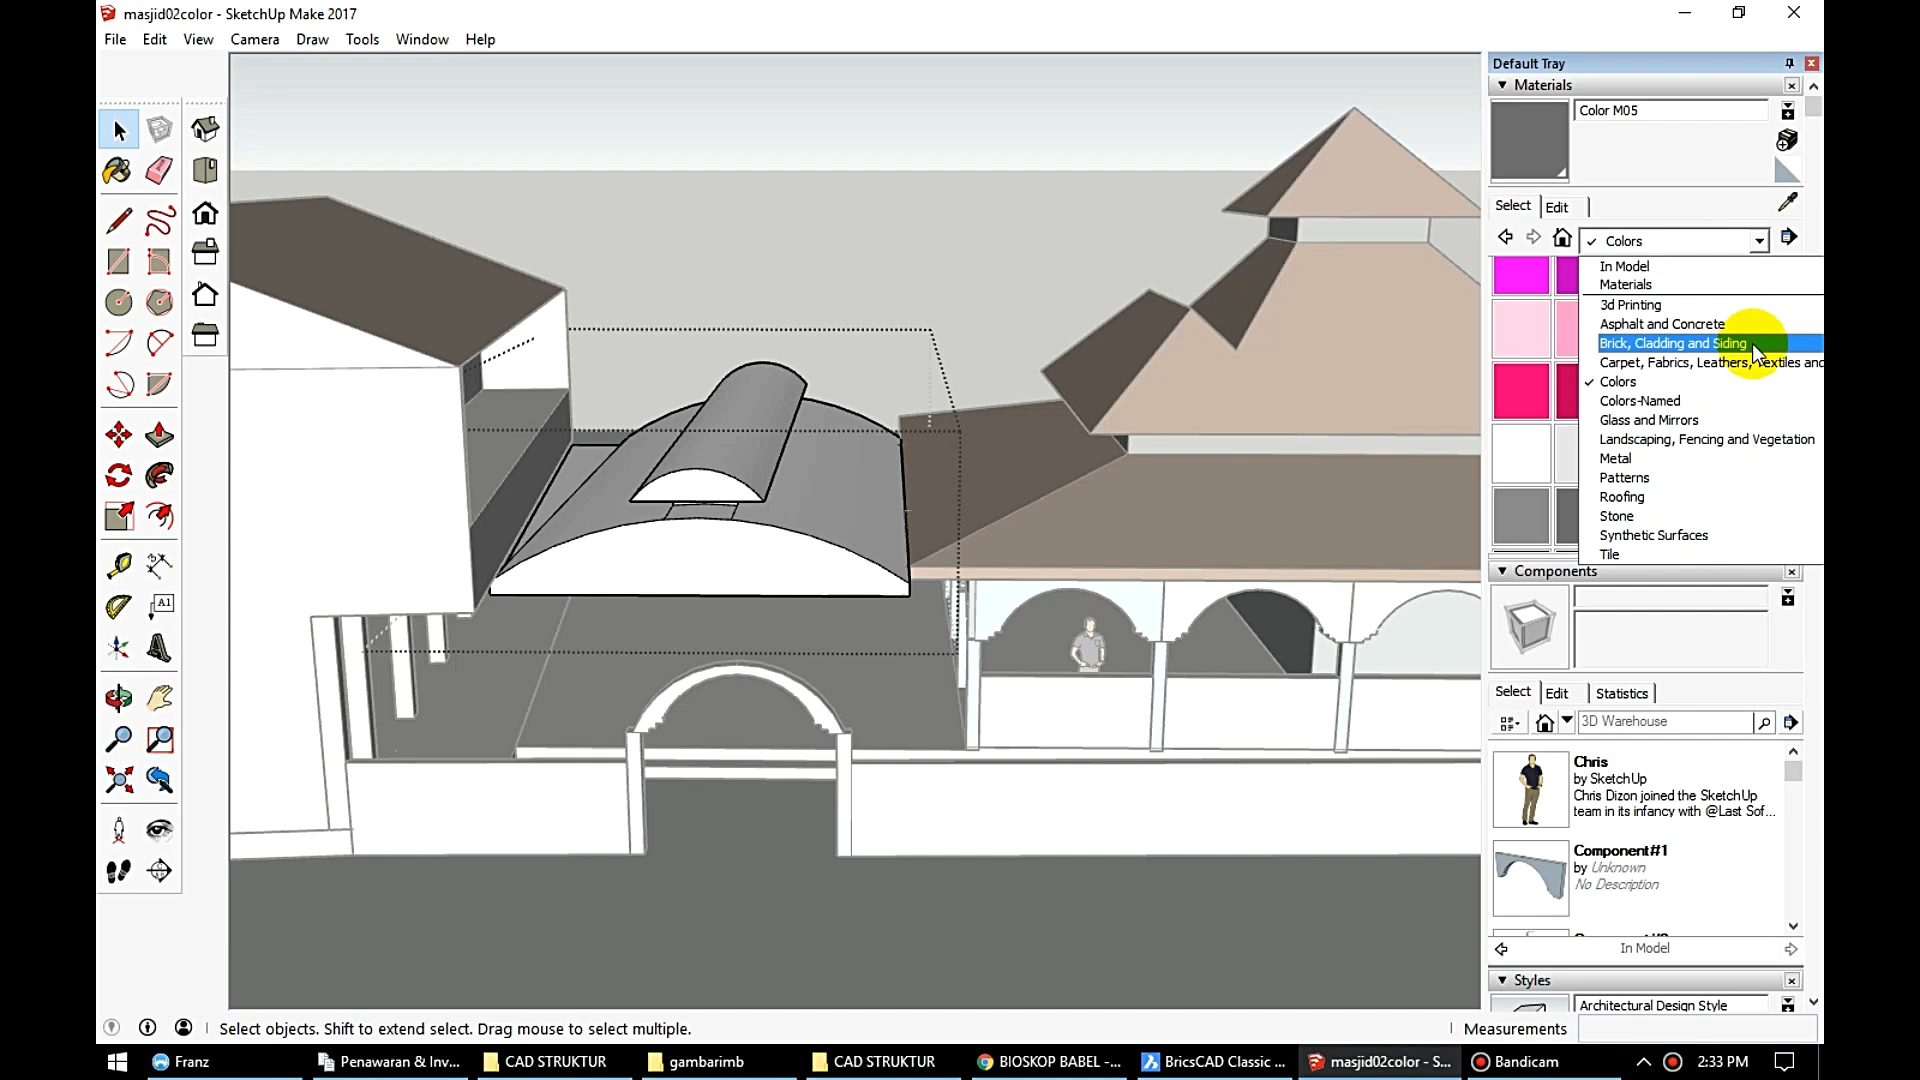 masjid02color - SketchUp Make 2017
File Edit View Camera Draw Tools Window Help
Default Tray
Materials
Color M05
Select Edit
Colors
In Model
Materials
3d Printing
Asphalt and Concrete
Brick, Cladding and Siding
Carpet, Fabrics, Leathers, Textiles and
Colors
Colors-Named
Glass and Mirrors
Landscaping, Fencing and Vegetation
Metal
Patterns
Roofing
Stone
Synthetic Surfaces
Tile
Components
Select Edit Statistics
3D Warehouse
Chris
by SketchUp
Chris Dizon joined the SketchUp
team in its infancy with @Last Sof...
Component#1
by Unknown
No Description
In Model
Styles
Architectural Design Style
A1
Select objects. Shift to extend select. Drag mouse to select multiple.
Measurements
Franz
Penawaran & Inv...
CAD STRUKTUR
gambarimb
CAD STRUKTUR
BIOSKOP BABEL -...
BricsCAD Classic ...
masjid02color - S...
Bandicam
2:33 PM